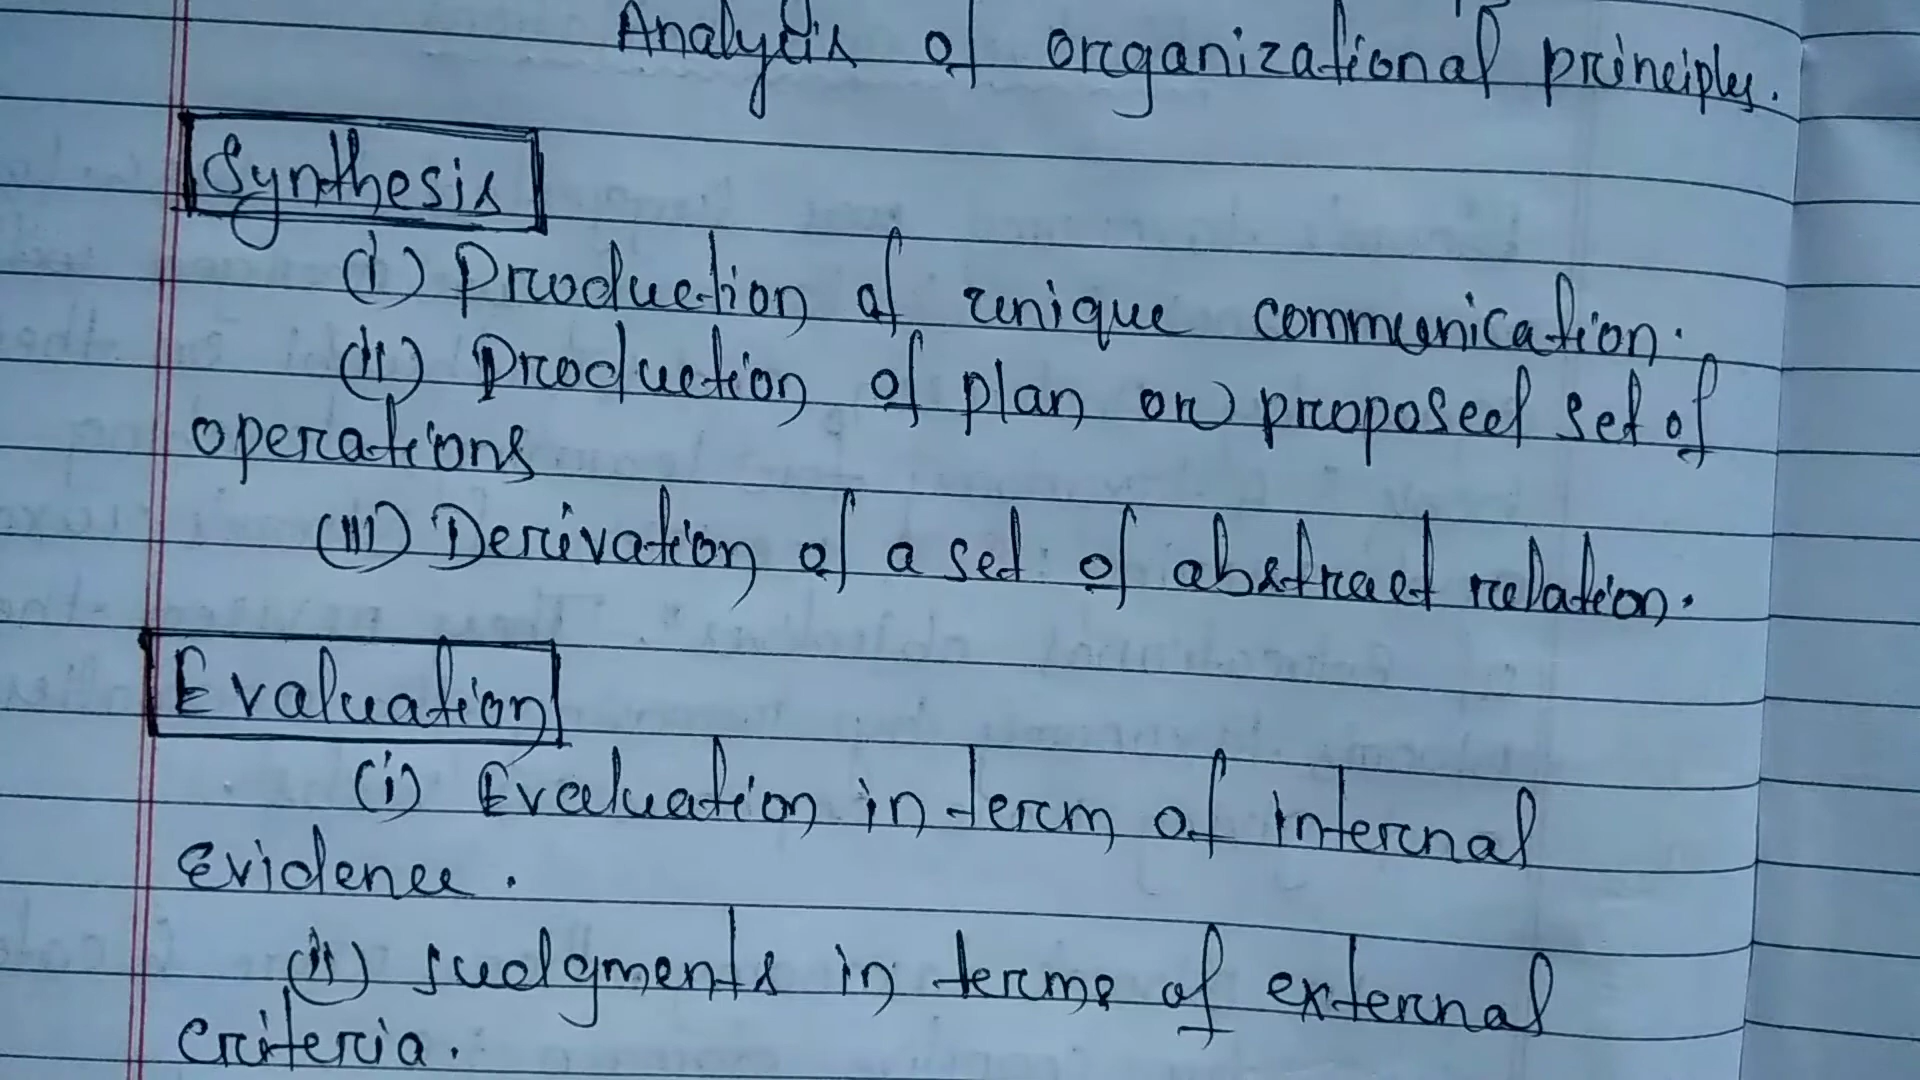 Analysis of organizational principles.
Synthesis
(i) Production of unique communication.
(ii) Production of plan or proposed set of
operations
(iii) Derivation of a set of abstract relation.
Evaluation
(i) Evaluation in term of internal
Evidence.
(ii) Judgments in terms of external
criteria.